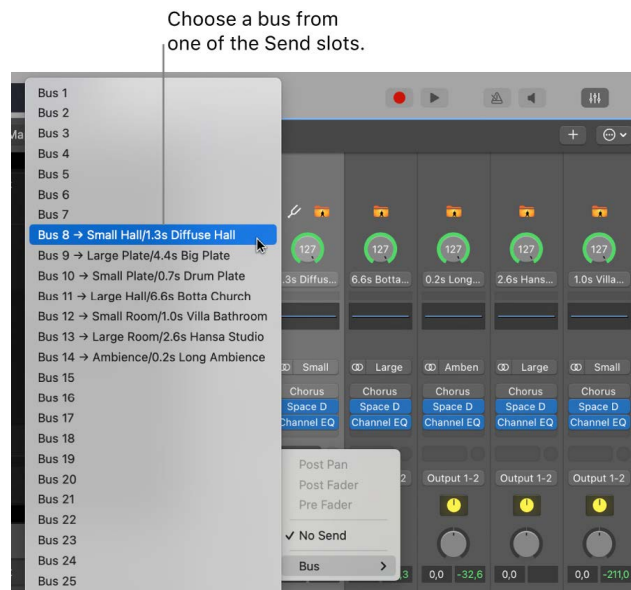 Choose a bus from
one of the Send slots.
Bus 1
Bus 2
Bus 3
Bus 4
Bus 5
Bus 6
Bus 7
Bus 8 → Small Hall/1.3s Diffuse Hall
Bus 9 → Large Plate/4.4s Big Plate
Bus 10 → Small Plate/0.7s Drum Plate
Bus 11 → Large Hall/6.6s Botta Church
Bus 12 → Small Room/1.0s Villa Bathroom
Bus 13 → Large Room/2.6s Hansa Studio
Bus 14 → Ambience/0.2s Long Ambience
Bus 15
Bus 16
Bus 17
Bus 18
Bus 19
Bus 20
Bus 21
Bus 22
Bus 23
Bus 24
Bus 25
Ma
127 127 127 127 127
.3s Diffus... 6.6s Botta... 0.2s Long... 2.6s Hans... 1.0s Villa...
Small Large Amben Large Small
Chorus Chorus Chorus Chorus Chorus
Space D Space D Space D Space D Space D
Channel EQ Channel EQ Channel EQ Channel EQ Channel EQ
Post Pan
Post Fader
Pre Fader
✓ No Send
Bus >
2 Output 1-2 Output 1-2 Output 1-2
,3 0,0 -32,6 0,0 0,0 -211,0